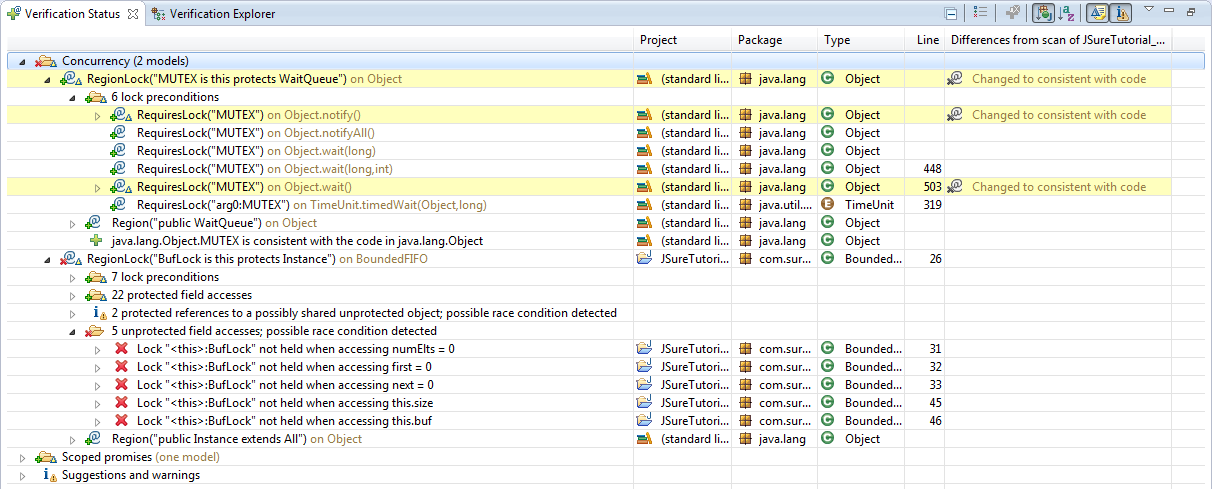 Verification Status Verification Explorer
Project Package Type Line Differences from scan of JSureTutorial_...
Concurrency (2 models)
RegionLock("MUTEX is this protects WaitQueue") on Object (standard li... java.lang Object Changed to consistent with code
6 lock preconditions
RequiresLock("MUTEX") on Object.notify() (standard li... java.lang Object Changed to consistent with code
RequiresLock("MUTEX") on Object.notifyAll() (standard li... java.lang Object
RequiresLock("MUTEX") on Object.wait(long) (standard li... java.lang Object
RequiresLock("MUTEX") on Object.wait(long,int) (standard li... java.lang Object 448
RequiresLock("MUTEX") on Object.wait() (standard li... java.lang Object 503 Changed to consistent with code
RequiresLock("arg0:MUTEX") on TimeUnit.timedWait(Object,long) (standard li... java.util.... TimeUnit 319
Region("public WaitQueue") on Object (standard li... java.lang Object
java.lang.Object.MUTEX is consistent with the code in java.lang.Object (standard li... java.lang Object
RegionLock("BufLock is this protects Instance") on BoundedFIFO JSureTutori... com.sur... Bounded... 26
7 lock preconditions
22 protected field accesses
2 protected references to a possibly shared unprotected object; possible race condition detected
5 unprotected field accesses; possible race condition detected
Lock "<this>:BufLock" not held when accessing numElts = 0 JSureTutori... com.sur... Bounded... 31
Lock "<this>:BufLock" not held when accessing first = 0 JSureTutori... com.sur... Bounded... 32
Lock "<this>:BufLock" not held when accessing next = 0 JSureTutori... com.sur... Bounded... 33
Lock "<this>:BufLock" not held when accessing this.size JSureTutori... com.sur... Bounded... 45
Lock "<this>:BufLock" not held when accessing this.buf JSureTutori... com.sur... Bounded... 46
Region("public Instance extends All") on Object (standard li... java.lang Object
Scoped promises (one model)
Suggestions and warnings